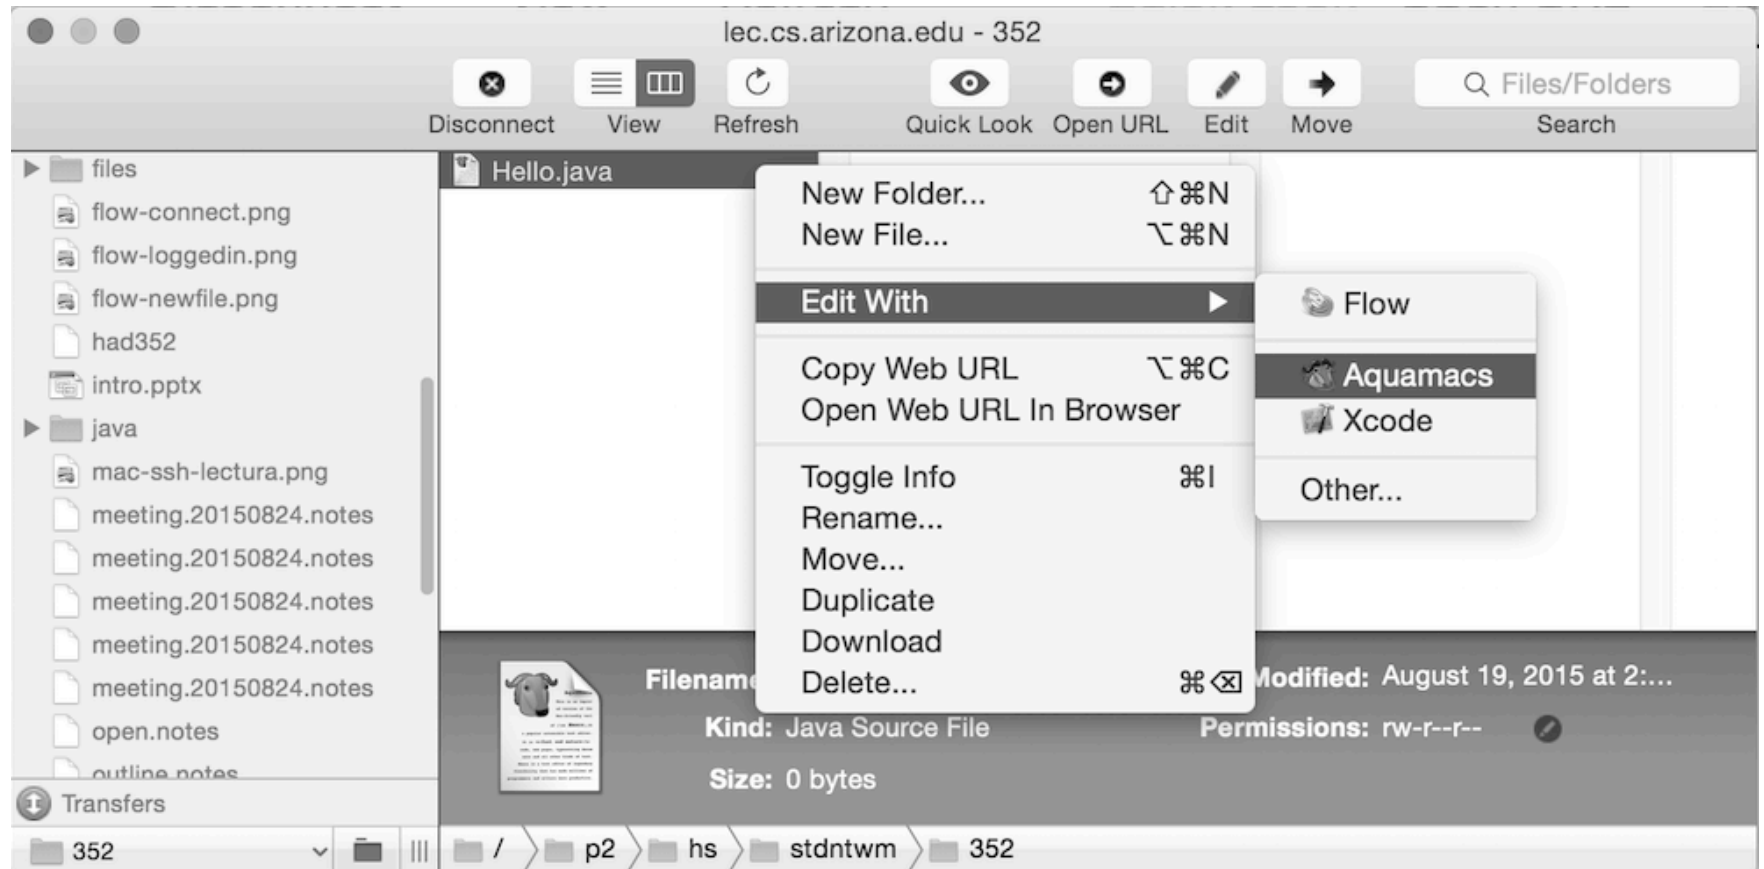 lec.cs.arizona.edu - 352
Files/Folders
Disconnect View Refresh Quick Look Open URL Edit Move Search
files
flow-connect.png
flow-loggedin.png
flow-newfile.png
had352
intro.pptx
java
mac-ssh-lectura.png
meeting.20150824.notes
meeting.20150824.notes
meeting.20150824.notes
meeting.20150824.notes
meeting.20150824.notes
open.notes
outline.notes
Transfers
352
Hello.java
New Folder... ⇧⌘N
New File... ⌥⌘N
Edit With ▶
Copy Web URL ⌥⌘C
Open Web URL In Browser
Toggle Info ⌘I
Rename...
Move...
Duplicate
Download
Delete... ⌘⌫
Flow
Aquamacs
Xcode
Other...
Filename
Kind: Java Source File
Size: 0 bytes
Modified: August 19, 2015 at 2:...
Permissions: rw-r--r--
/ p2 hs stdntwm 352